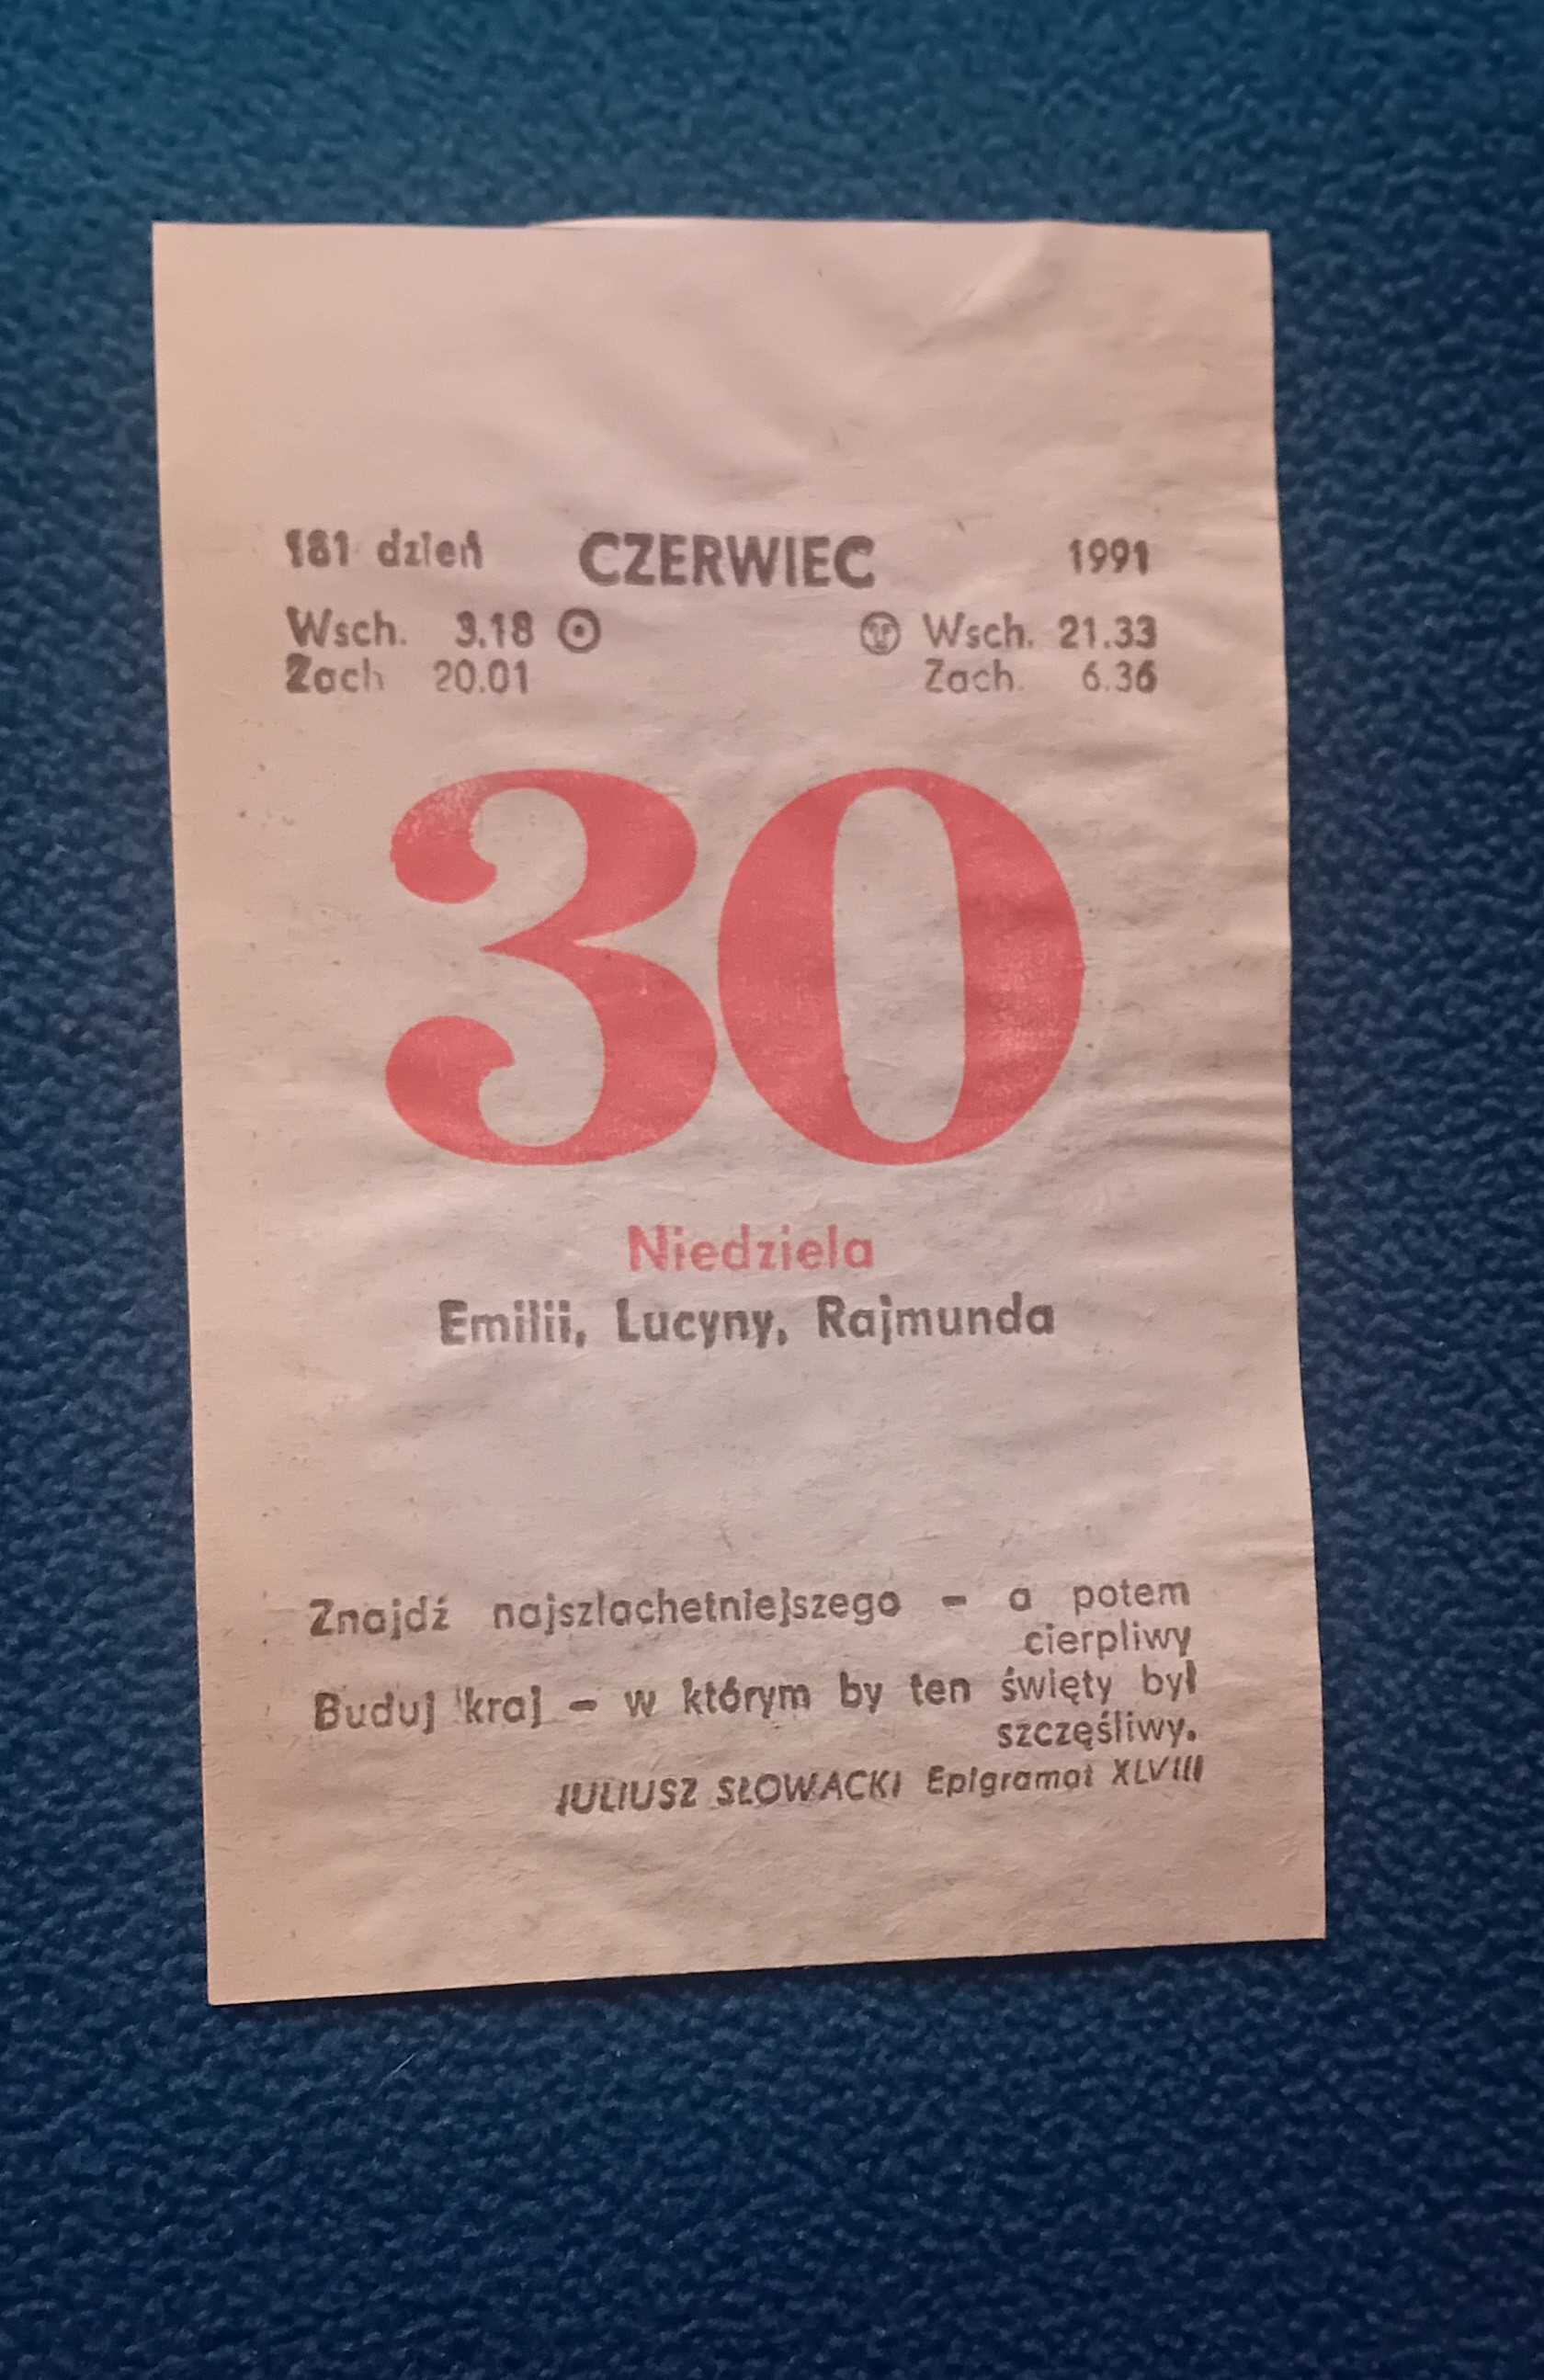 181 dzień CZERWIEC 1991
Wsch. 3.18 Wsch. 21.33
Zach 20.01 Zach. 6.36
30
Niedziela
Emilii, Lucyny, Rajmunda
Znajdź najszlachetniejszego – a potem
cierpliwy
Buduj kraj – w którym by ten święty był
szczęśliwy.
JULIUSZ SŁOWACKI Epigramat XLVIII